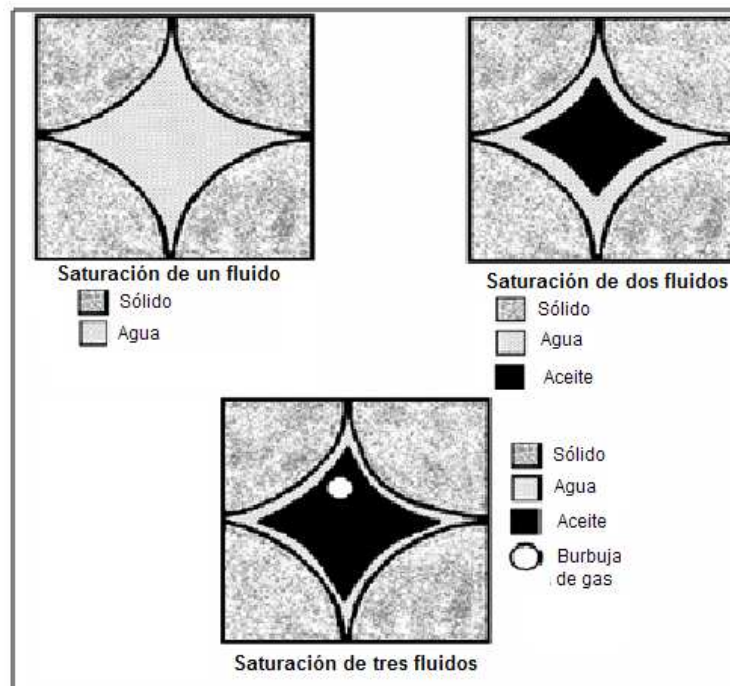 Saturación de un fluido
Sólido
Agua
Saturación de dos fluidos
Sólido
Agua
Aceite
Sólido
Agua
Aceite
Burbuja
de gas
Saturación de tres fluidos